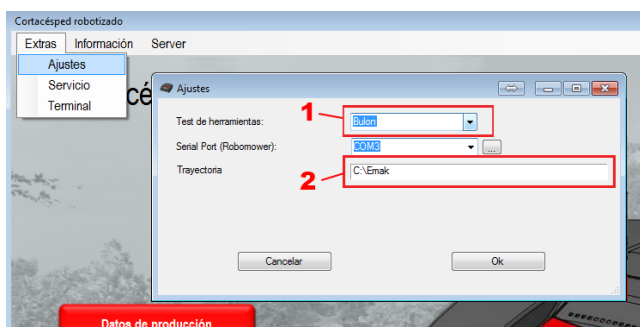 Cortacésped robotizado
Extras Información Server
Ajustes
Servicio
Terminal
cé
Ajustes
Test de herramientas: 1 Bulon
Serial Port (Robomower): COM3 ...
Trayectoria 2 C:\Emak
Cancelar Ok
Datos de producción